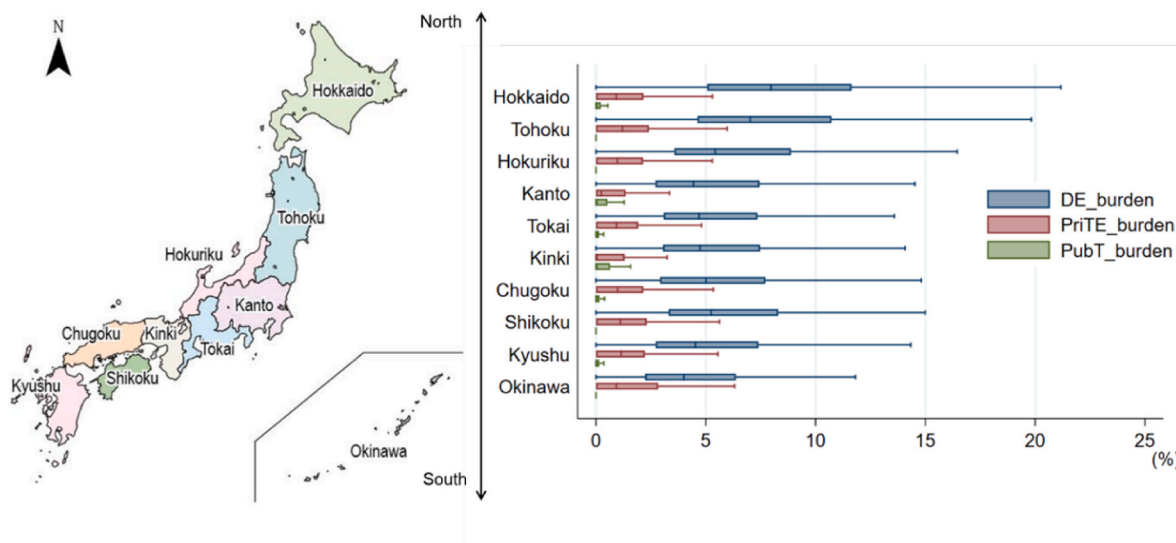 N
Hokkaido
Tohoku
Hokuriku
Kanto
Chugoku
Kinki
Tokai
Shikoku
Kyushu
Okinawa
North
South
Hokkaido
Tohoku
Hokuriku
Kanto
Tokai
Kinki
Chugoku
Shikoku
Kyushu
Okinawa
0 5 10 15 20 25
(%)
DE_burden
PriTE_burden
PubT_burden